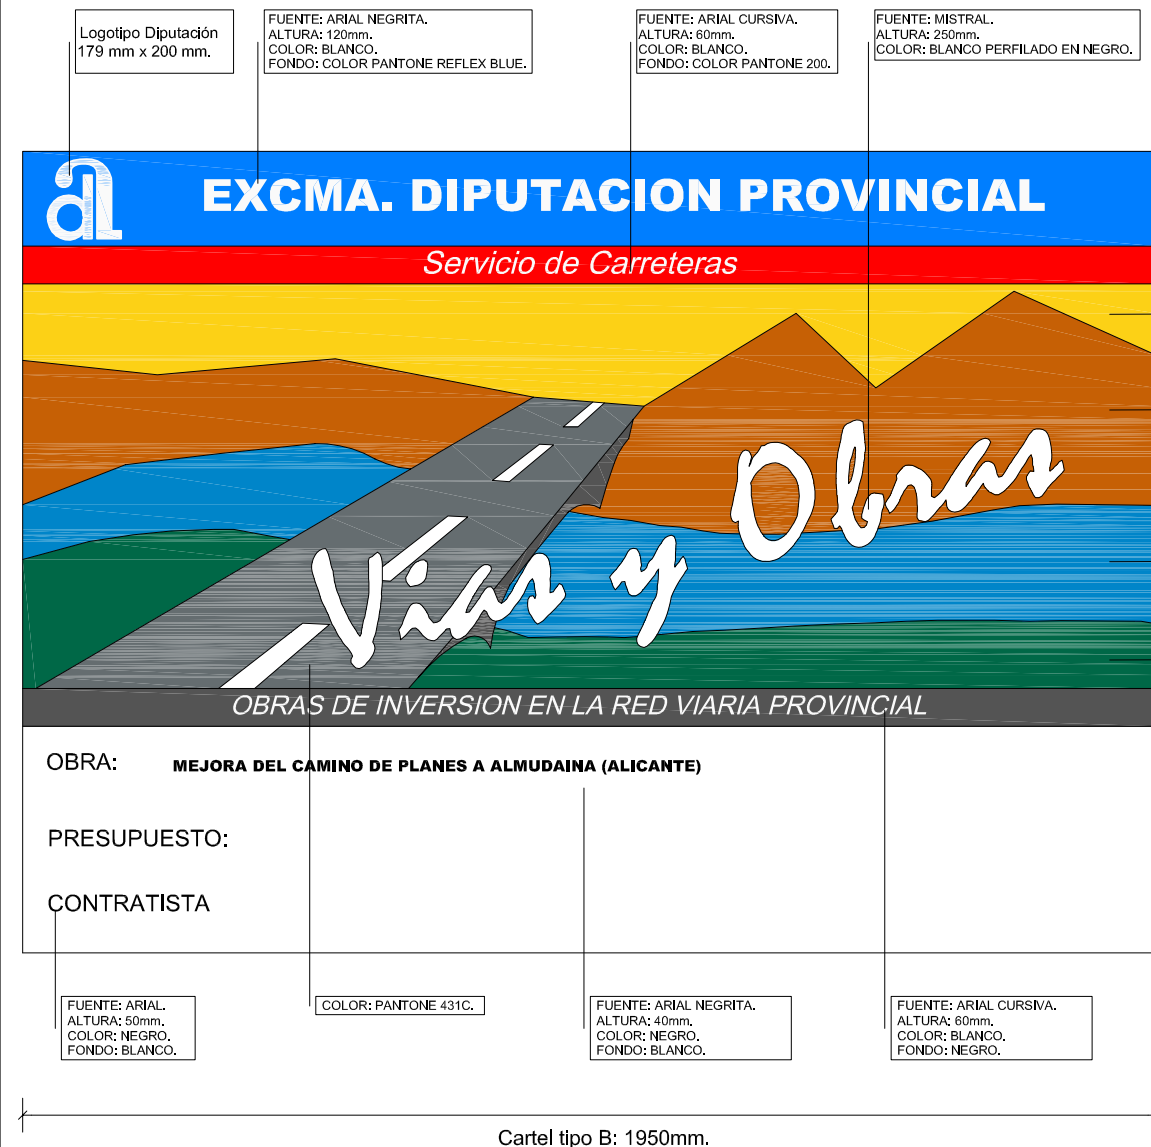 Logotipo Diputación
179 mm x 200 mm.
FUENTE: ARIAL NEGRITA.
ALTURA: 120mm.
COLOR: BLANCO.
FONDO: COLOR PANTONE REFLEX BLUE.
FUENTE: ARIAL CURSIVA.
ALTURA: 60mm.
COLOR: BLANCO.
FONDO: COLOR PANTONE 200.
FUENTE: MISTRAL.
ALTURA: 250mm.
COLOR: BLANCO PERFILADO EN NEGRO.
EXCMA. DIPUTACION PROVINCIAL
Servicio de Carreteras
Vias y Obras
OBRAS DE INVERSION EN LA RED VIARIA PROVINCIAL
OBRA: MEJORA DEL CAMINO DE PLANES A ALMUDAINA (ALICANTE)
PRESUPUESTO:
CONTRATISTA
FUENTE: ARIAL.
ALTURA: 50mm.
COLOR: NEGRO.
FONDO: BLANCO.
COLOR: PANTONE 431C.
FUENTE: ARIAL NEGRITA.
ALTURA: 40mm.
COLOR: NEGRO.
FONDO: BLANCO.
FUENTE: ARIAL CURSIVA.
ALTURA: 60mm.
COLOR: BLANCO.
FONDO: NEGRO.
Cartel tipo B: 1950mm.